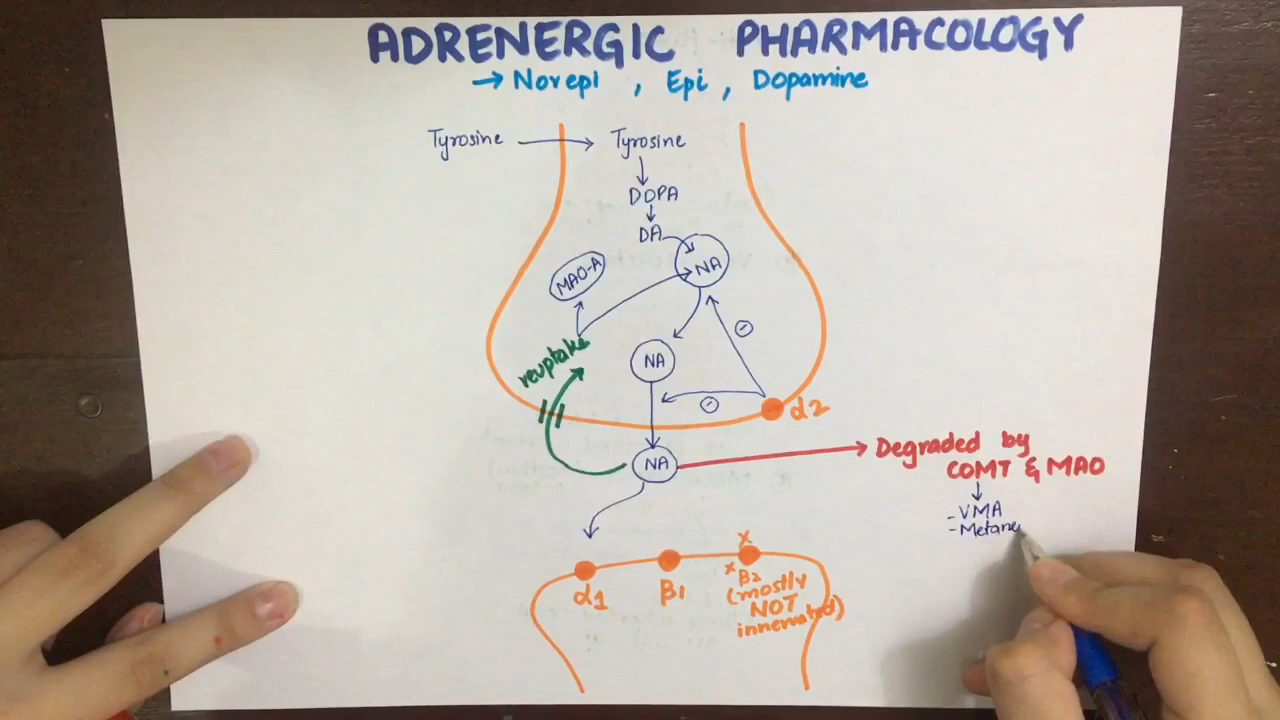 ADRENERGIC PHARMACOLOGY
→ Norepi , Epi , Dopamine
Tyrosine → Tyrosine
DOPA
DA
NA
MAO-A
reuptake
NA
α2
NA
Degraded by
COMT & MAO
- VMA
- Metane
α1
β1
β2
(mostly
NOT
innervated)